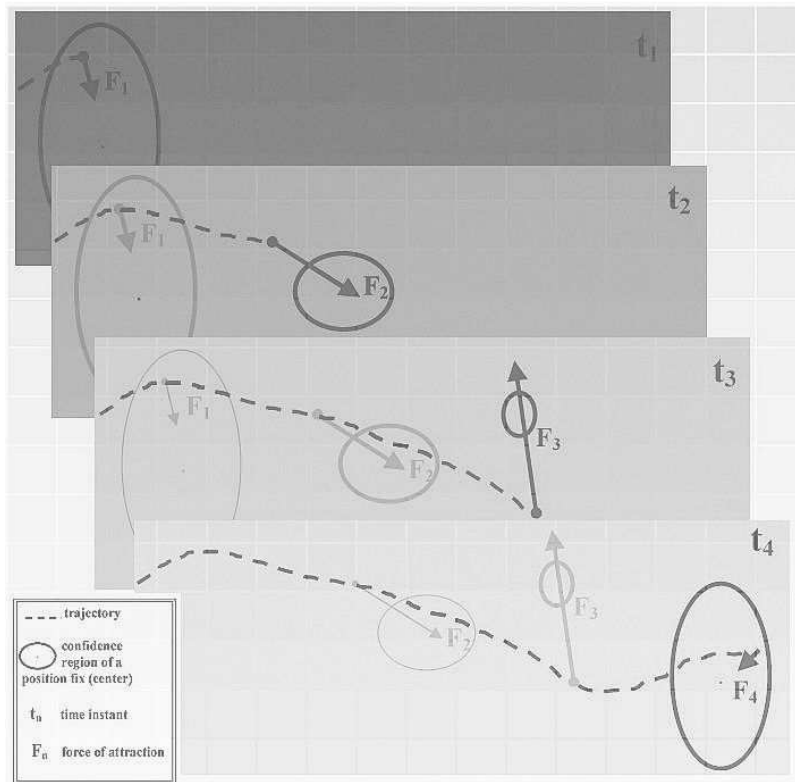 t₁
F₁
t₂
F₁
F₂
t₃
F₁
F₂
F₃
t₄
F₂
F₃
F₄
trajectory
confidence
region of a
position fix (center)
tₙ time instant
Fₙ force of attraction